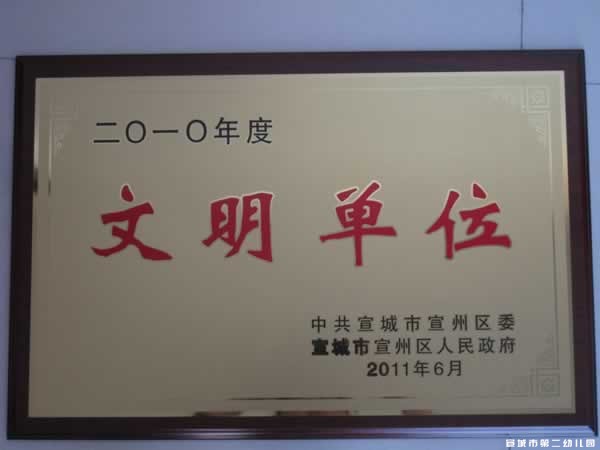 二〇一〇年度
文明单位
中共宣城市宣州区委
宣城市宣州区人民政府
2011年6月
宣城市第二幼儿园